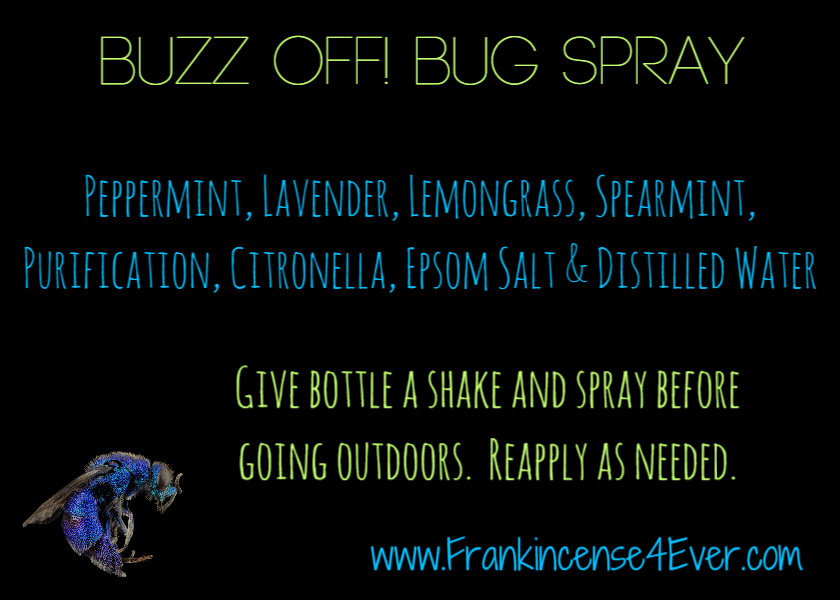 BUZZ OFF! BUG SPRAY
Peppermint, Lavender, Lemongrass, Spearmint,
Purification, Citronella, Epsom Salt & Distilled Water
Give bottle a shake and spray before
going outdoors. Reapply as needed.
www.Frankincense4Ever.com